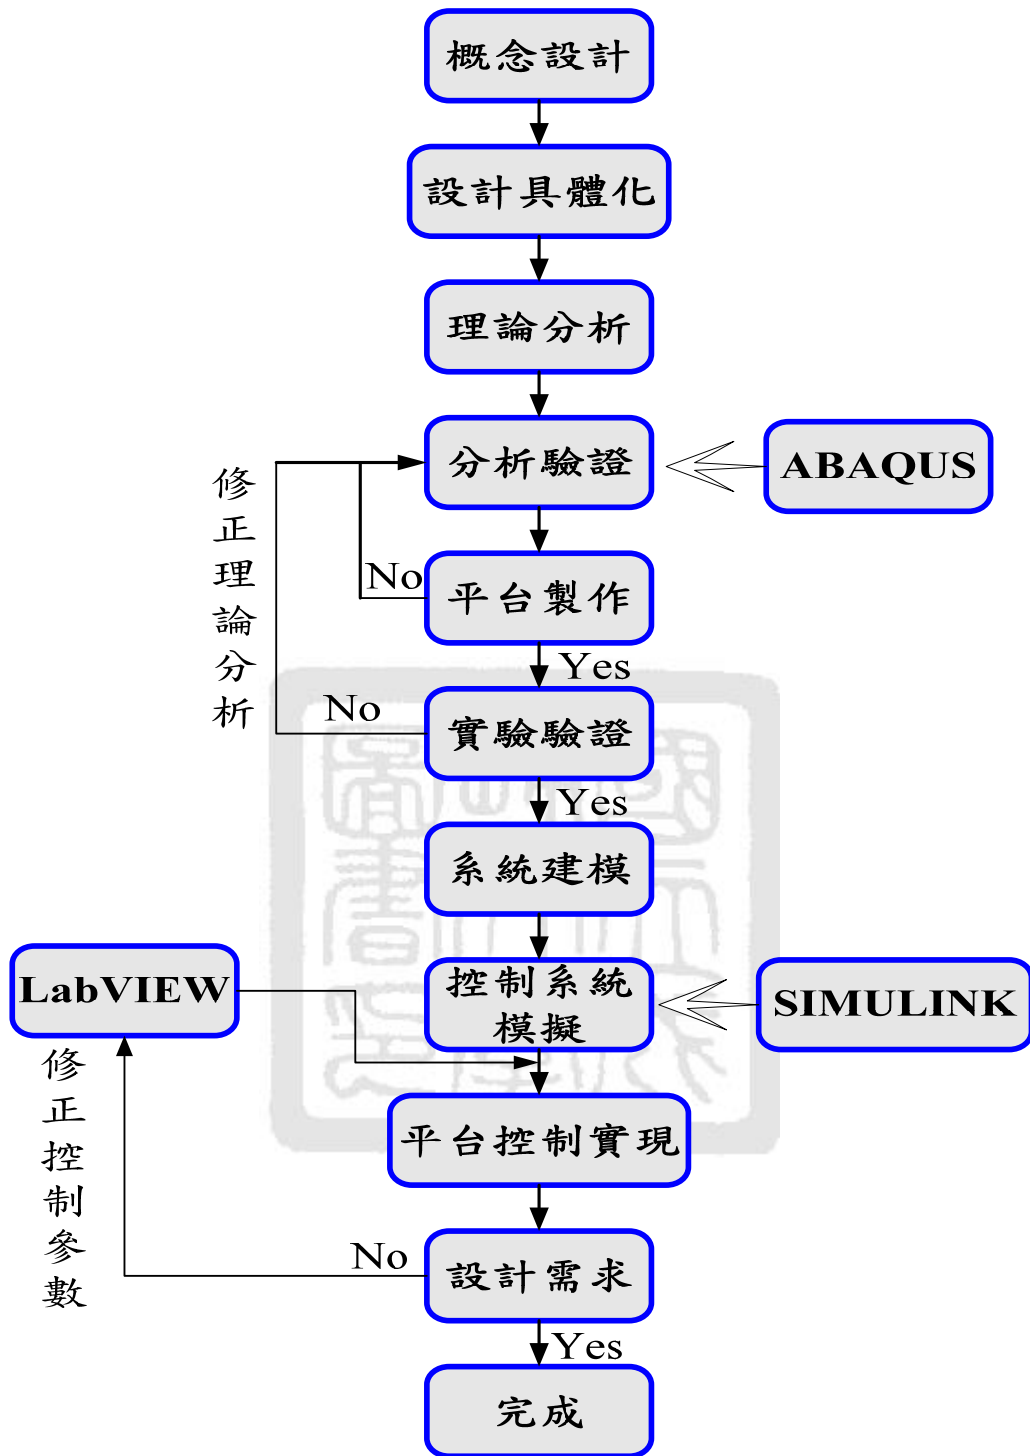 概念設計
設計具體化
理論分析
分析驗證
ABAQUS
修正理論分析
No
平台製作
Yes
No
實驗驗證
Yes
系統建模
LabVIEW
控制系統
模擬
SIMULINK
修正控制參數
平台控制實現
No
設計需求
Yes
完成